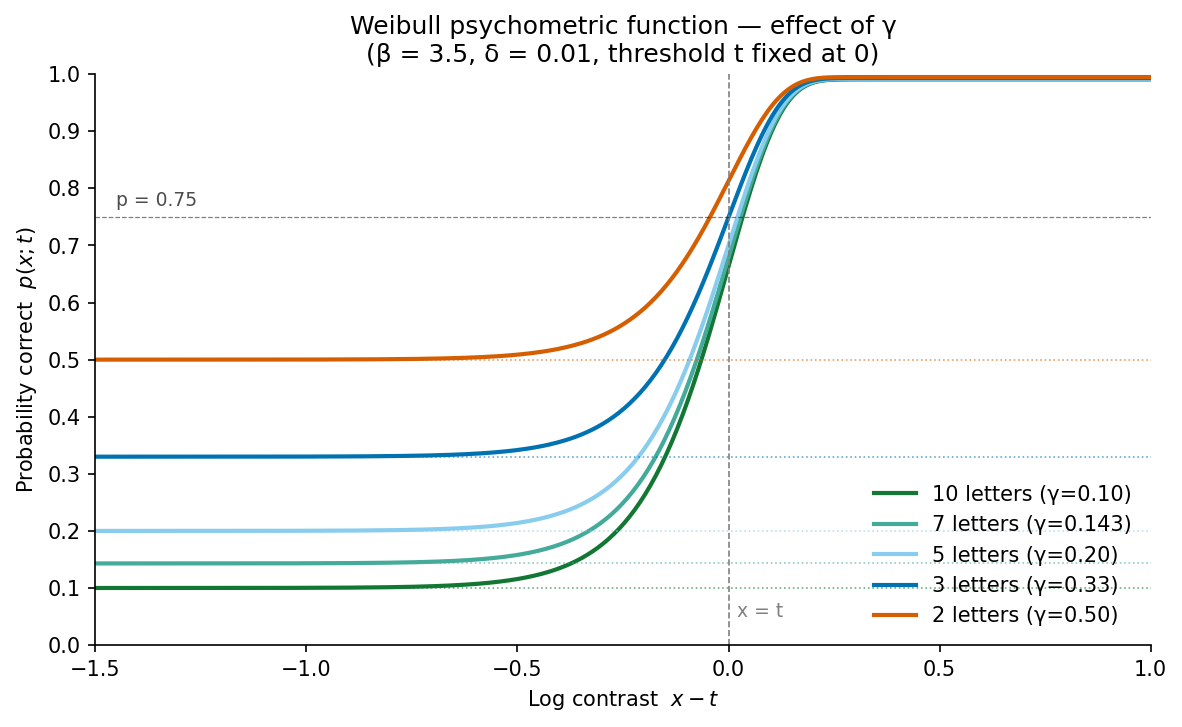 Weibull psychometric function — effect of γ
(β = 3.5, δ = 0.01, threshold t fixed at 0)
Probability correct p(x; t)
1.0
0.9
0.8
0.7
0.6
0.5
0.4
0.3
0.2
0.1
0.0
p = 0.75
x = t
10 letters (γ=0.10)
7 letters (γ=0.143)
5 letters (γ=0.20)
3 letters (γ=0.33)
2 letters (γ=0.50)
−1.5
−1.0
−0.5
0.0
0.5
1.0
Log contrast x − t